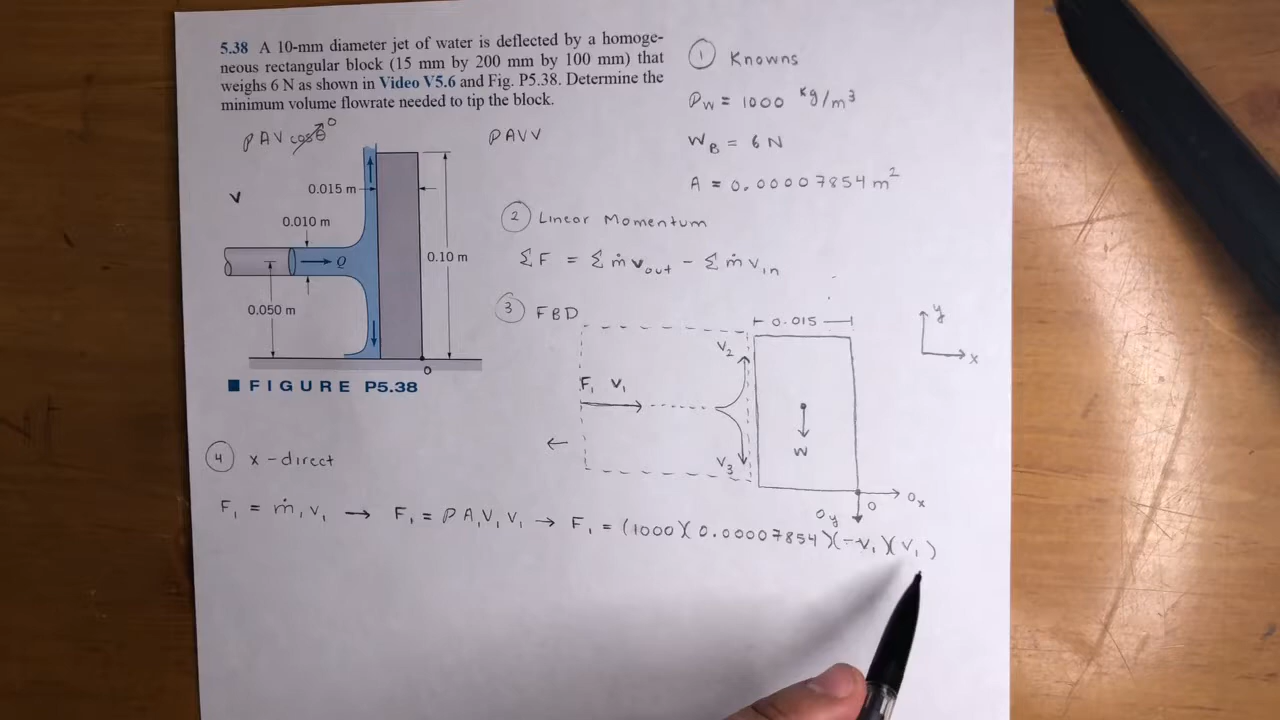 5.38 A 10-mm diameter jet of water is deflected by a homoge-
neous rectangular block (15 mm by 200 mm by 100 mm) that
weighs 6 N as shown in Video V5.6 and Fig. P5.38. Determine the
minimum volume flowrate needed to tip the block.
ρAV cosθ 0
ρAVV
V
0.015 m
0.010 m
Q
0.10 m
0.050 m
0
FIGURE P5.38
1 Knowns
ρw = 1000 kg/m³
WB = 6 N
A = 0.00007854 m²
2 Linear Momentum
ΣF = Σṁvout - Σṁvin
3 FBD
0.015
V2
F1 V1
W
V3
Ox
O
Oy
y
x
4 x-direct
F1 = ṁ1V1 → F1 = ρA1V1V1 → F1 = (1000)(0.00007854)(-V1)(V1)